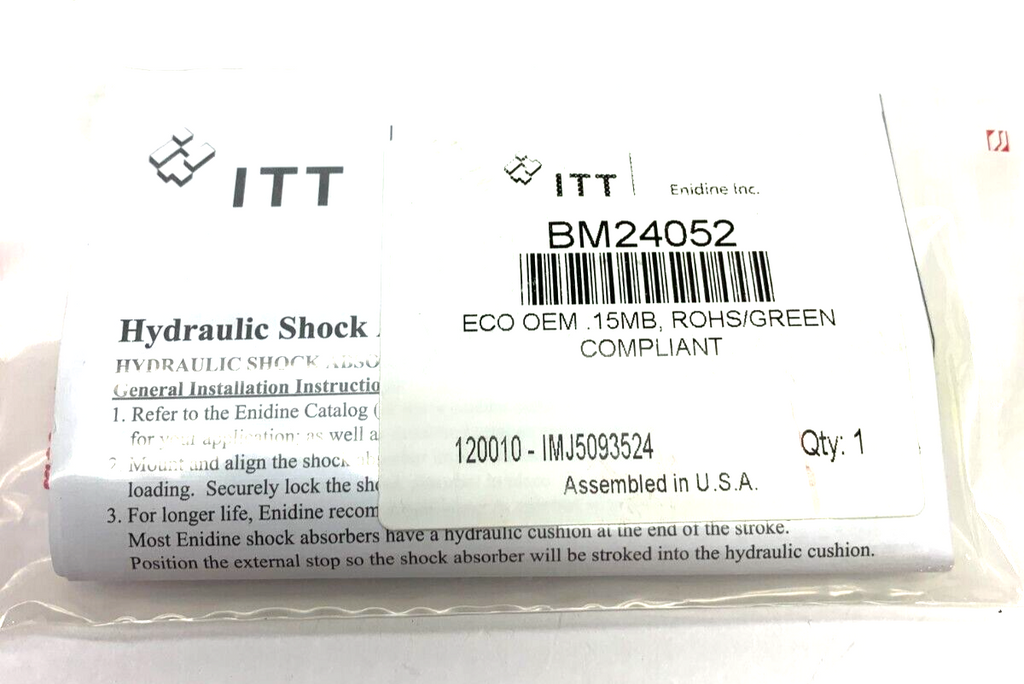 ITT
Hydraulic Shock
HYDRAULIC SHOCK ABSO
General Installation Instructio
1. Refer to the Enidine Catalog (
for your application; as well a
2. Mount and align the shock
loading. Securely lock the sho
3. For longer life, Enidine recom
Most Enidine shock absorbers have a hydraulic cushion at the end of the stroke.
Position the external stop so the shock absorber will be stroked into the hydraulic cushion.
ITT Enidine Inc.
BM24052
ECO OEM .15MB, ROHS/GREEN
COMPLIANT
120010 - IMJ5093524 Qty: 1
Assembled in U.S.A.